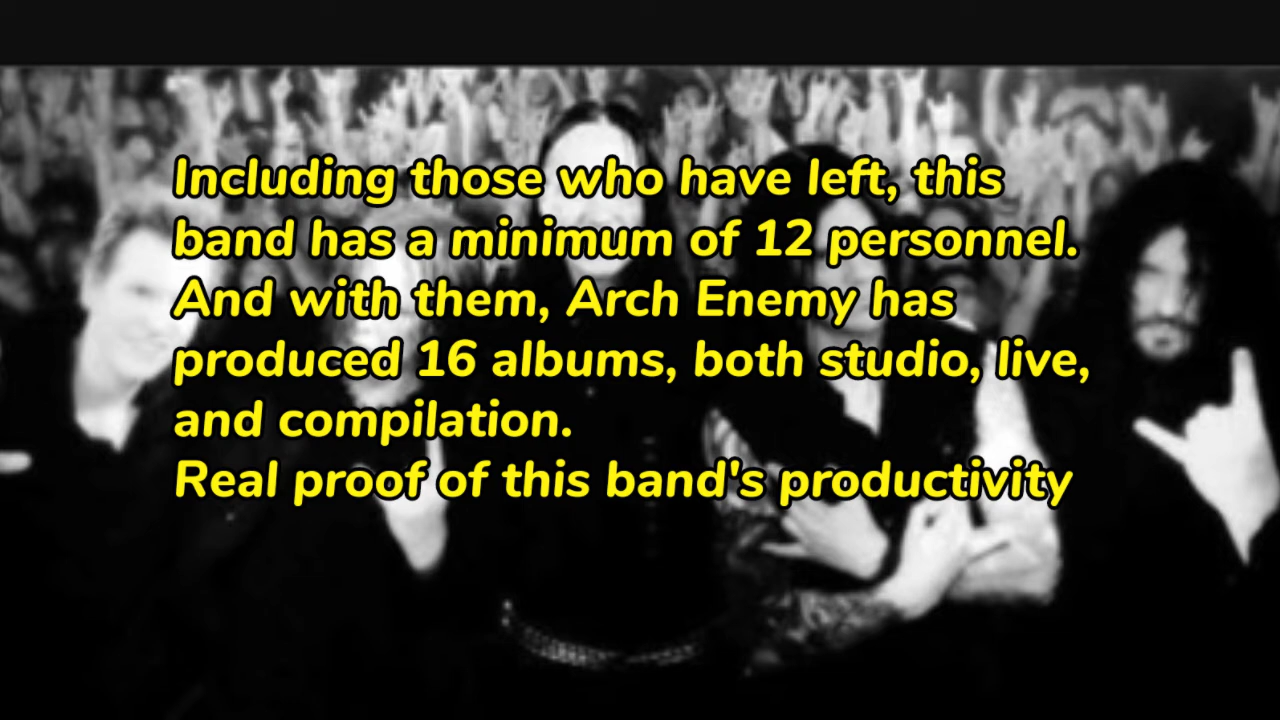 Including those who have left, this
band has a minimum of 12 personnel.
And with them, Arch Enemy has
produced 16 albums, both studio, live,
and compilation.
Real proof of this band's productivity